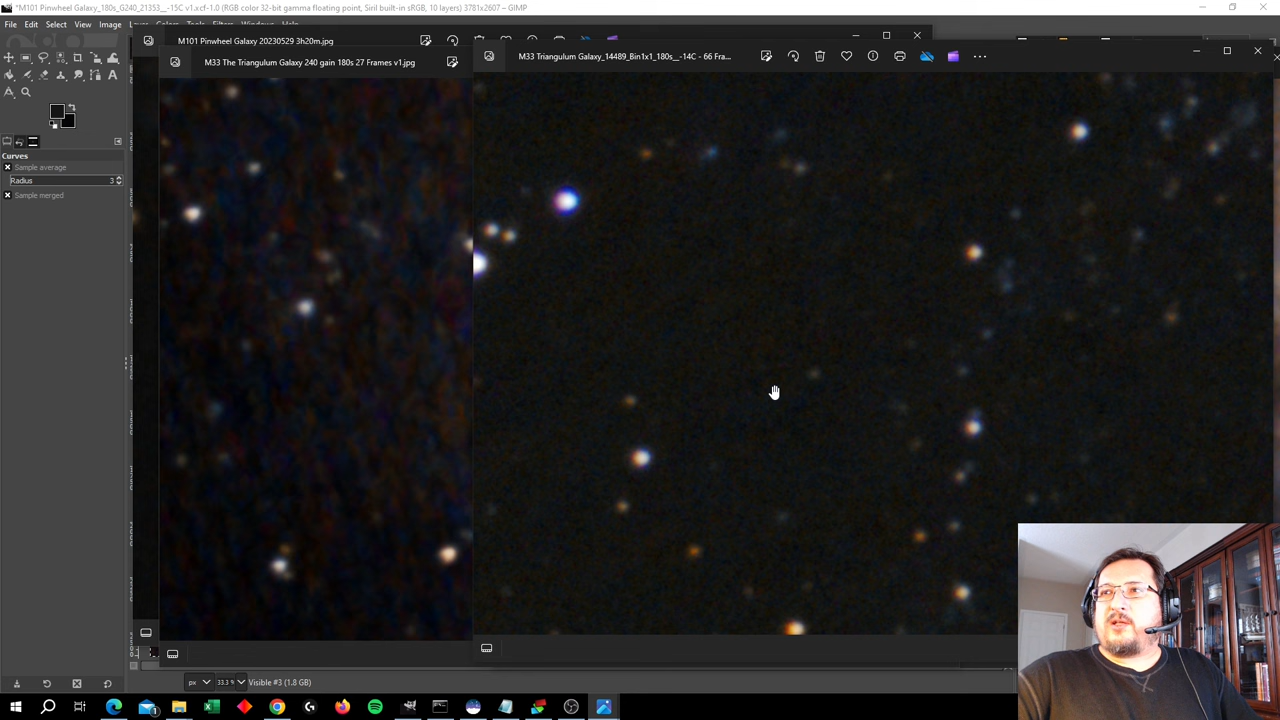 *M101 Pinwheel Galaxy_180s_G240_21353__-15C v1.xcf-1.0 (RGB color 32-bit gamma floating point, Siril built-in sRGB, 10 layers) 3781x2607 – GIMP
File Edit Select View Image
M101 Pinwheel Galaxy 20230529 3h20m.jpg
M33 Triangulum Galaxy_14489_Bin1x1_180s__-14C - 66 Fra...
M33 The Triangulum Galaxy 240 gain 180s 27 Frames v1.jpg
Curves
Sample average
Radius 3
Sample merged
px 33.3 % Visible #3 (1.8 GB)